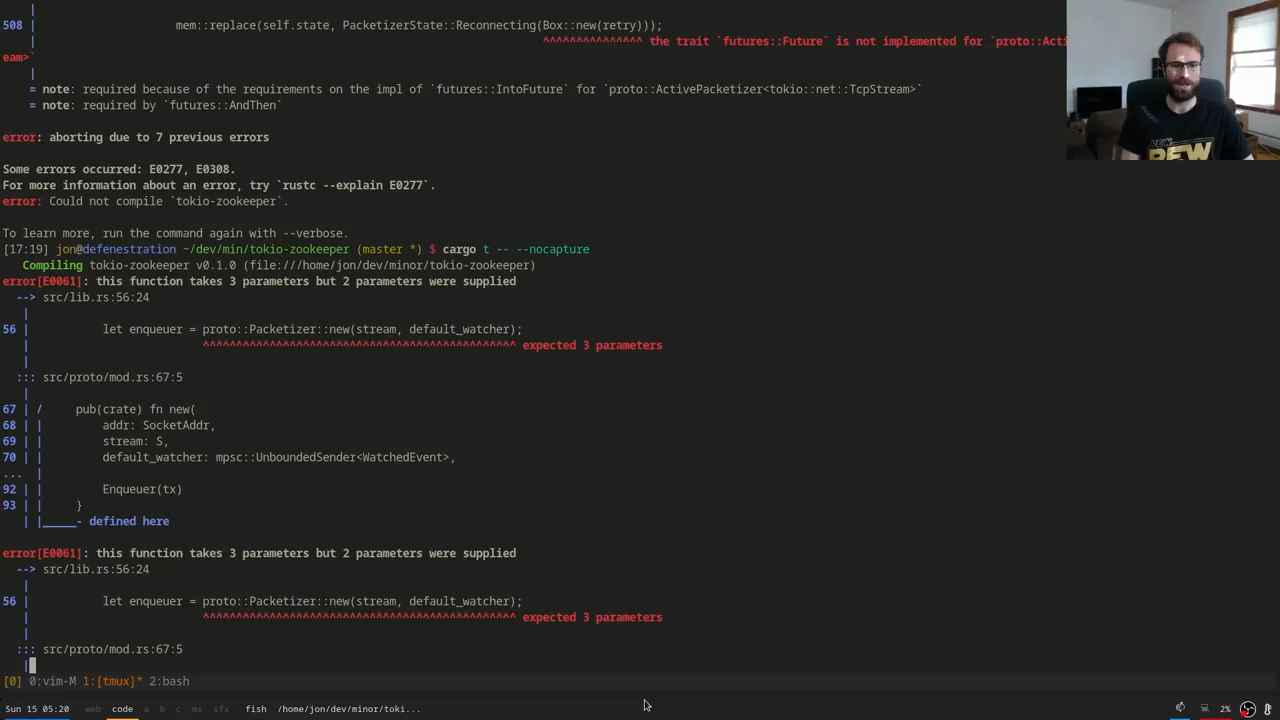 |
508 |                     mem::replace(self.state, PacketizerState::Reconnecting(Box::new(retry)));
|                                                                              ^^^^^^^^^^^^^^^ the trait `futures::Future` is not implemented for `proto::Acti
eam>`
|
= note: required because of the requirements on the impl of `futures::IntoFuture` for `proto::ActivePacketizer<tokio::net::TcpStream>`
= note: required by `futures::AndThen`
error: aborting due to 7 previous errors
Some errors occurred: E0277, E0308.
For more information about an error, try `rustc --explain E0277`.
error: Could not compile `tokio-zookeeper`.
To learn more, run the command again with --verbose.
[17:19] jon@defenestration ~/dev/min/tokio-zookeeper (master *) $ cargo t -- --nocapture
Compiling tokio-zookeeper v0.1.0 (file:///home/jon/dev/minor/tokio-zookeeper)
error[E0061]: this function takes 3 parameters but 2 parameters were supplied
--> src/lib.rs:56:24
|
56 |         let enqueuer = proto::Packetizer::new(stream, default_watcher);
|                        ^^^^^^^^^^^^^^^^^^^^^^^^^^^^^^^^^^^^^^^^^^^^^^^ expected 3 parameters
|
::: src/proto/mod.rs:67:5
|
67 | /     pub(crate) fn new(
68 | |         addr: SocketAddr,
69 | |         stream: S,
70 | |         default_watcher: mpsc::UnboundedSender<WatchedEvent>,
... |
92 | |         Enqueuer(tx)
93 | |     }
| |_____- defined here
error[E0061]: this function takes 3 parameters but 2 parameters were supplied
--> src/lib.rs:56:24
|
56 |         let enqueuer = proto::Packetizer::new(stream, default_watcher);
|                        ^^^^^^^^^^^^^^^^^^^^^^^^^^^^^^^^^^^^^^^^^^^^^^^ expected 3 parameters
|
::: src/proto/mod.rs:67:5
|
[0] 0:vim-M 1:[tmux]* 2:bash
Sun 15 05:20 web code a b c mx sfx fish /home/jon/dev/minor/toki... 2%